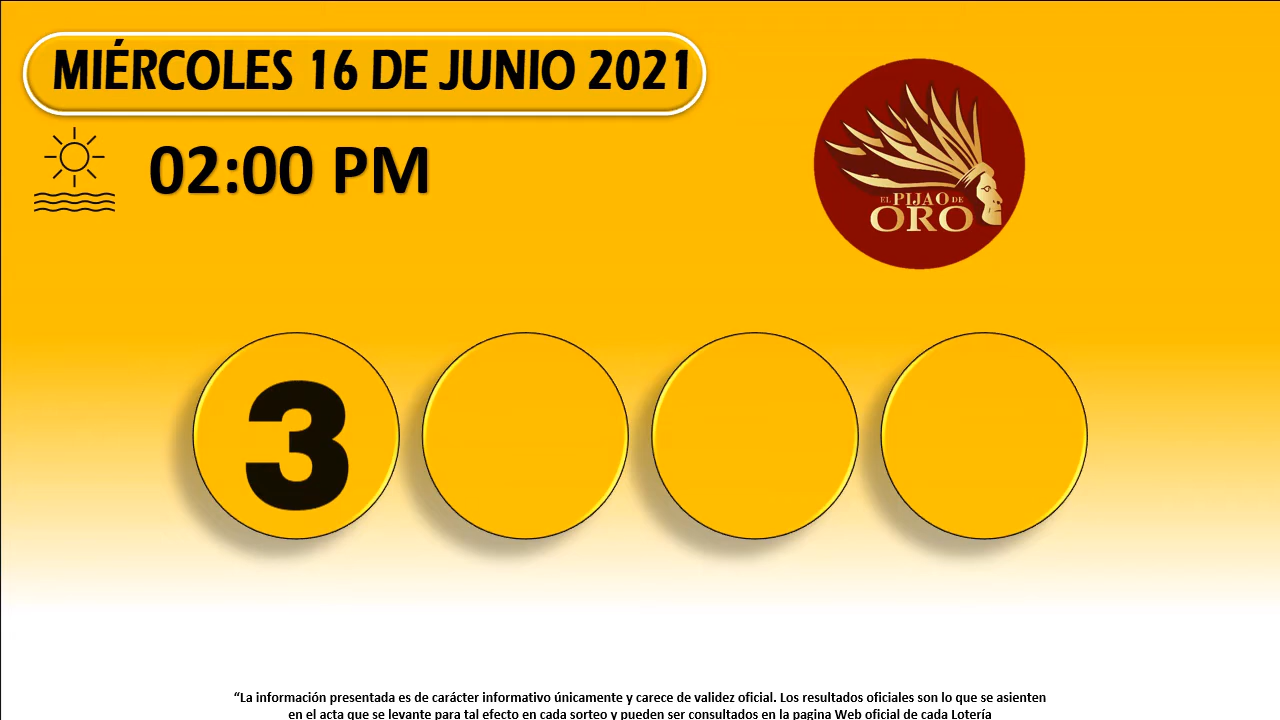 MIÉRCOLES 16 DE JUNIO 2021
02:00 PM
EL PIJAO DE
ORO
3
“La información presentada es de carácter informativo únicamente y carece de validez oficial. Los resultados oficiales son lo que se asienten
en el acta que se levante para tal efecto en cada sorteo y pueden ser consultados en la pagina Web oficial de cada Lotería